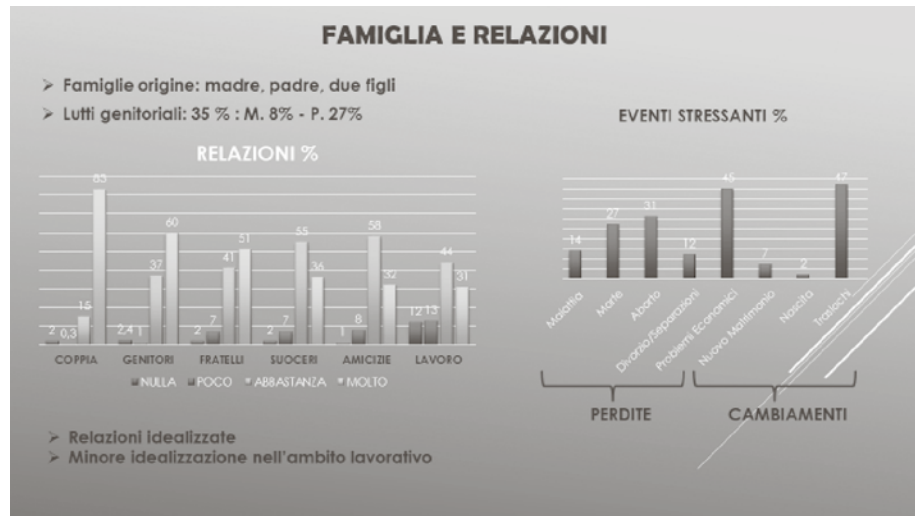 FAMIGLIA E RELAZIONI
➢ Famiglie origine: madre, padre, due figli
➢ Lutti genitoriali: 35 % : M. 8% - P. 27%
RELAZIONI %
83
60
58
55
51
44
41
37
36
32
31
15
12 13
2 0,3
2,4 1
2 7
2 7
1 8
COPPIA GENITORI FRATELLI SUOCERI AMICIZIE LAVORO
NULLA POCO ABBASTANZA MOLTO
➢ Relazioni idealizzate
➢ Minore idealizzazione nell'ambito lavorativo
EVENTI STRESSANTI %
14 27 31 12 45 7 2 47
Malattia
Morte
Aborto
Divorzio/Separazioni
Problemi Economici
Nuovo Matrimonio
Nascita
Traslochi
PERDITE CAMBIAMENTI